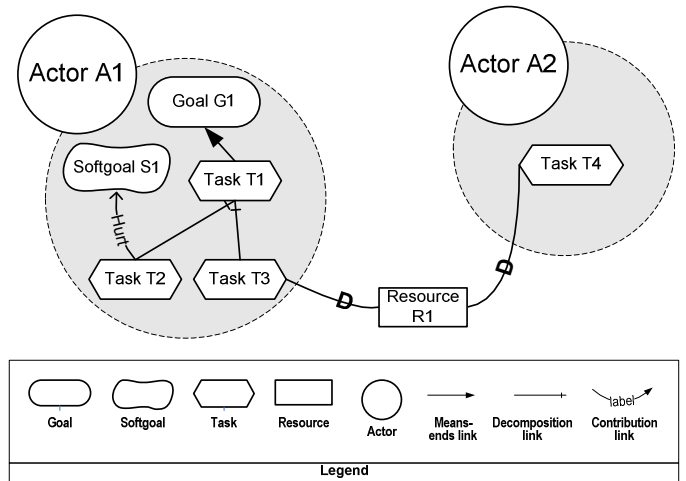 Actor A1
Actor A2
Goal G1
Softgoal S1
Task T1
Task T4
Hurt
Task T2
Task T3
D
Resource
R1
D
label
Goal
Softgoal
Task
Resource
Actor
Means-
ends link
Decomposition
link
Contribution
link
Legend